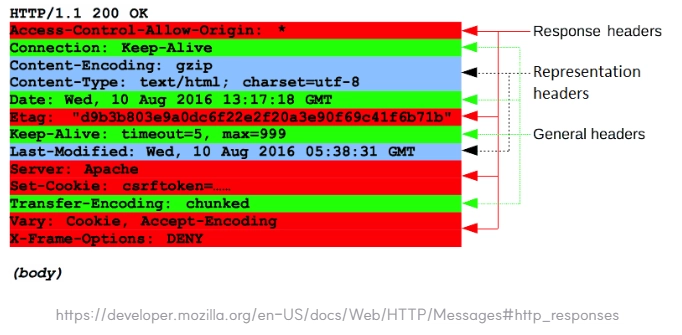 HTTP/1.1 200 OK
Access-Control-Allow-Origin: *
Connection: Keep-Alive
Content-Encoding: gzip
Content-Type: text/html; charset=utf-8
Date: Wed, 10 Aug 2016 13:17:18 GMT
Etag: "d9b3b803e9a0dc6f22e2f20a3e90f69c41f6b71b"
Keep-Alive: timeout=5, max=999
Last-Modified: Wed, 10 Aug 2016 05:38:31 GMT
Server: Apache
Set-Cookie: csrftoken=……
Transfer-Encoding: chunked
Vary: Cookie, Accept-Encoding
X-Frame-Options: DENY
(body)
Response headers
Representation
headers
General headers
https://developer.mozilla.org/en-US/docs/Web/HTTP/Messages#http_responses